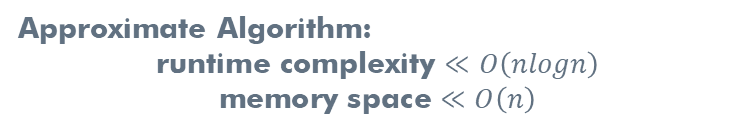 Approximate Algorithm:
runtime complexity ≪ O(nlogn)
memory space ≪ O(n)